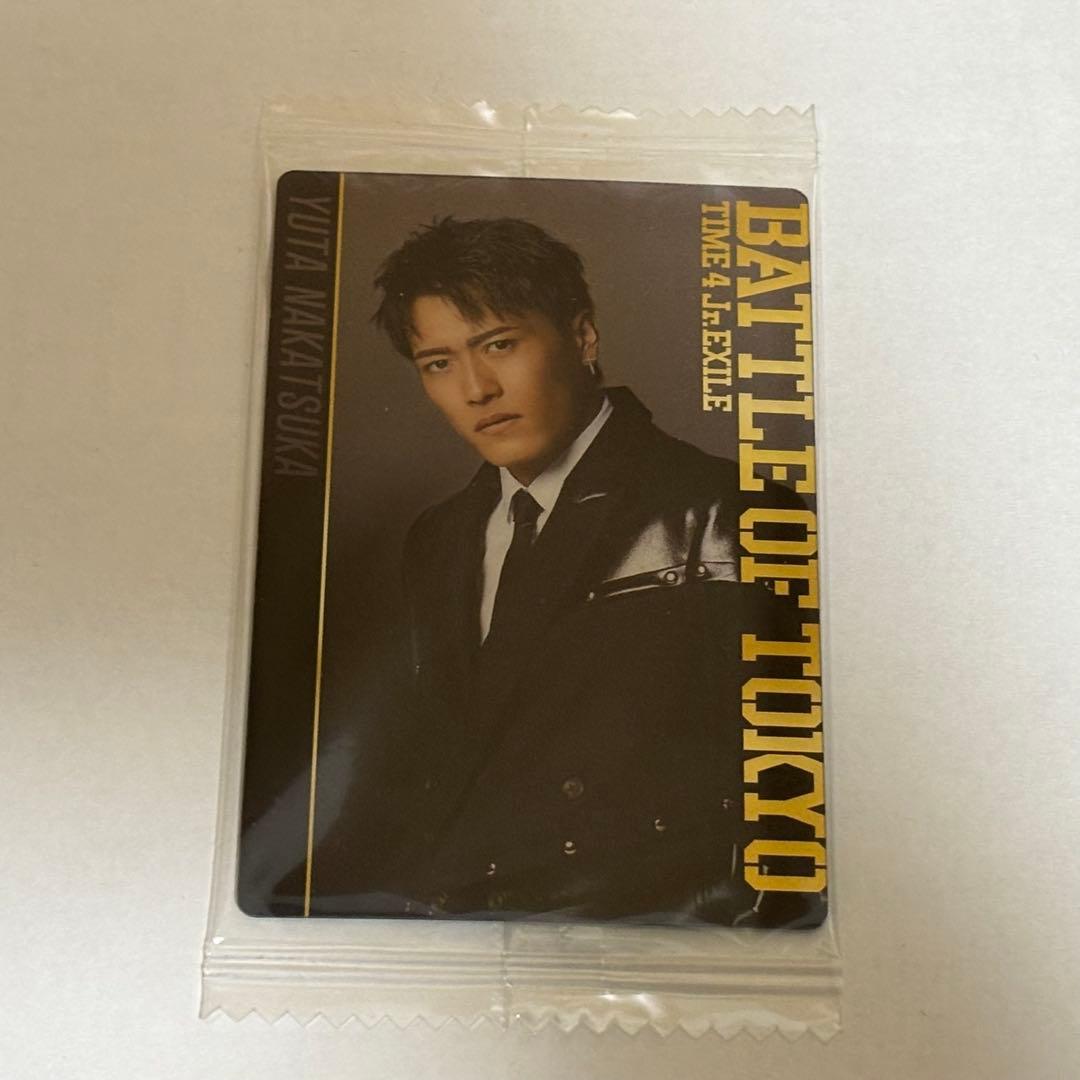 BATTLE OF TOKYO
TIME 4 Jr.EXILE
YUTA NAKATSUKA